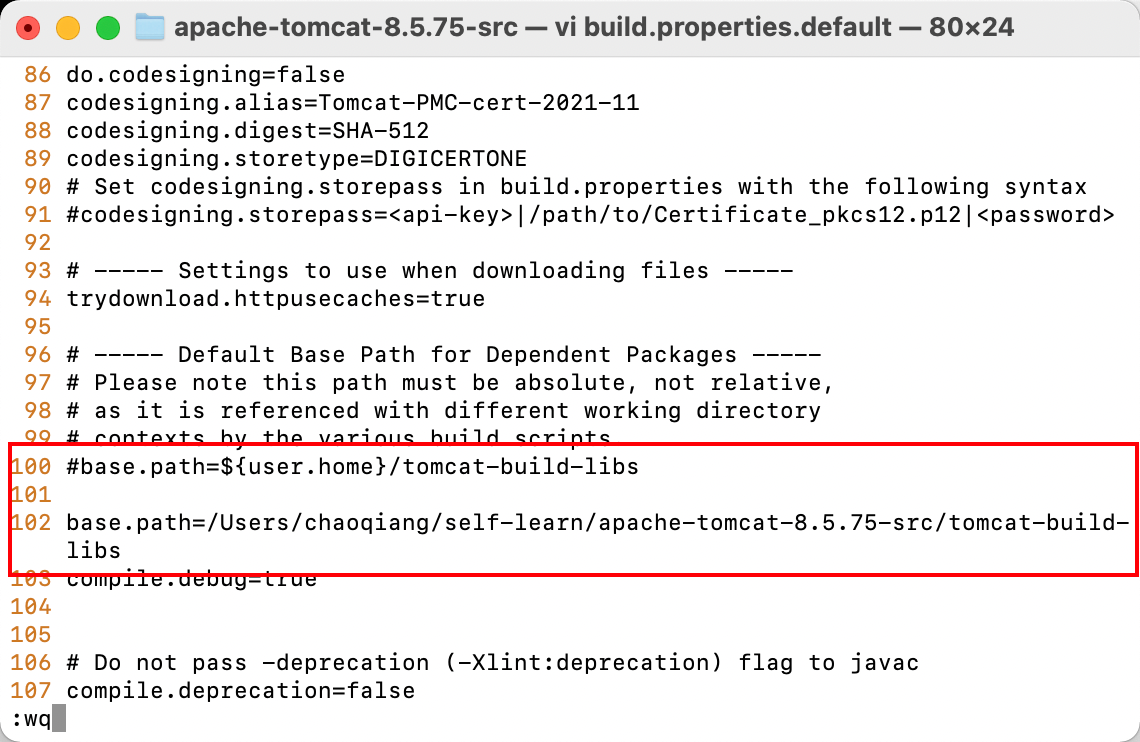 apache-tomcat-8.5.75-src — vi build.properties.default — 80×24
86 do.codesigning=false
87 codesigning.alias=Tomcat-PMC-cert-2021-11
88 codesigning.digest=SHA-512
89 codesigning.storetype=DIGICERTONE
90 # Set codesigning.storepass in build.properties with the following syntax
91 #codesigning.storepass=<api-key>|/path/to/Certificate_pkcs12.p12|<password>
92
93 # ----- Settings to use when downloading files -----
94 trydownload.httpusecaches=true
95
96 # ----- Default Base Path for Dependent Packages -----
97 # Please note this path must be absolute, not relative,
98 # as it is referenced with different working directory
99 # contexts by the various build scripts
100 #base.path=${user.home}/tomcat-build-libs
101
102 base.path=/Users/chaoqiang/self-learn/apache-tomcat-8.5.75-src/tomcat-build-
libs
103 compile.debug=true
104
105
106 # Do not pass -deprecation (-Xlint:deprecation) flag to javac
107 compile.deprecation=false
:wq